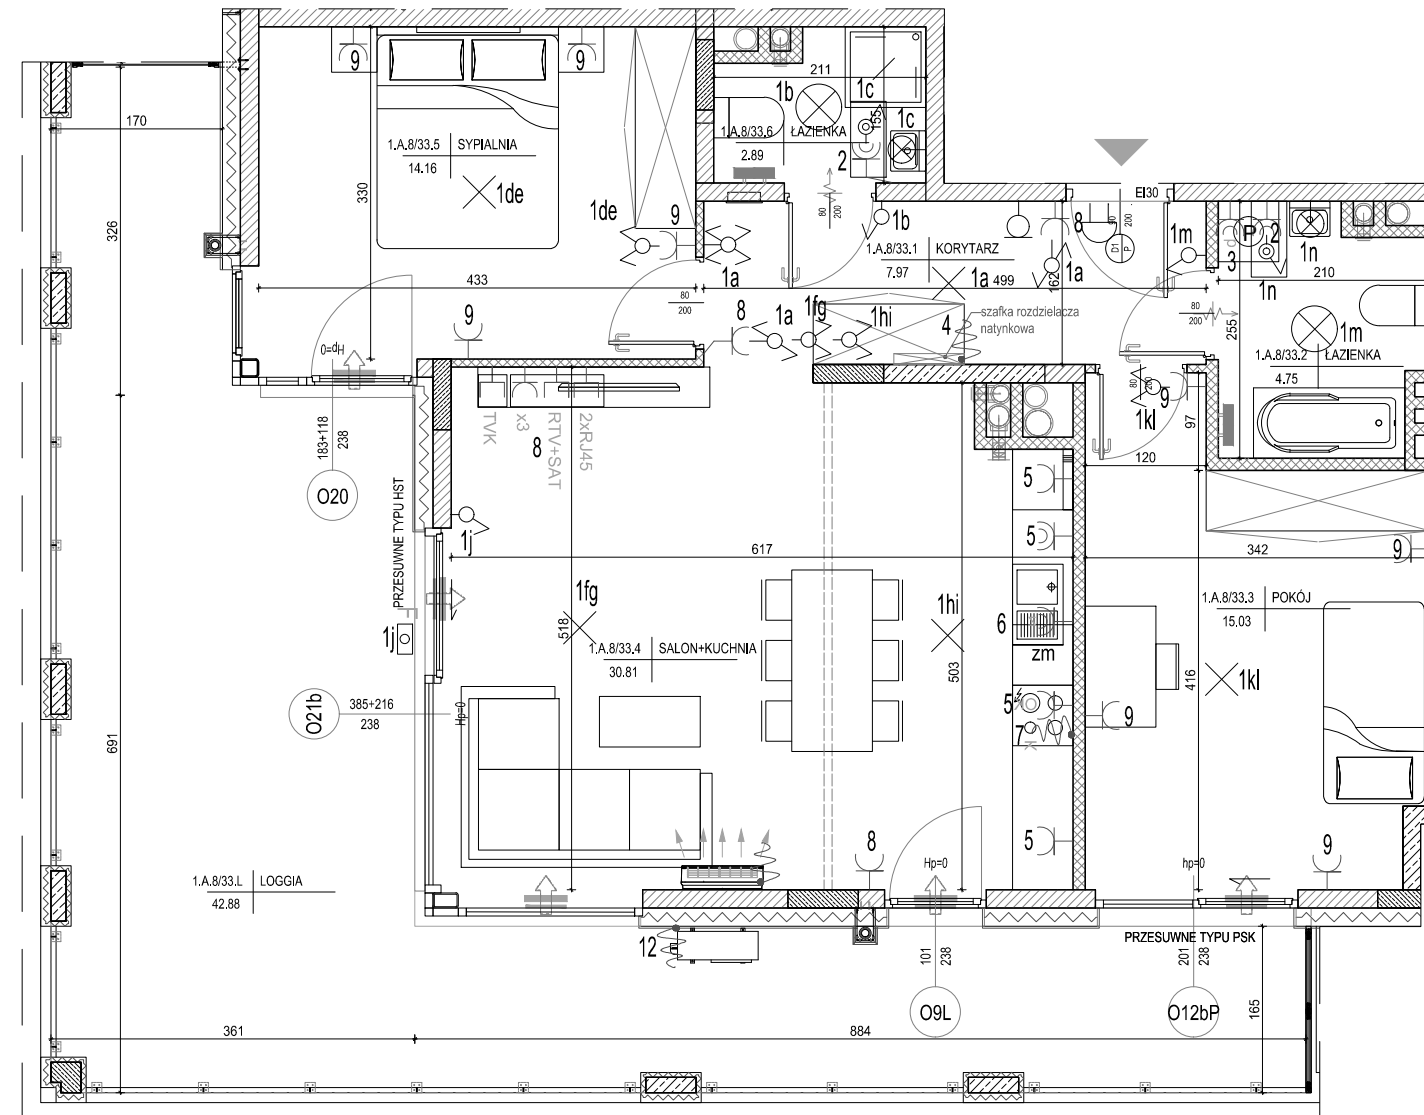 211
1b
1c
1c
155
9
9
170
1.A.8/33.5 SYPIALNIA
14.16
1de
330
1.A.8/33.6 ŁAZIENKA
2.89
2
80
200
EI30
90
200
D1
P
8
P
2
3
1n
1n
210
326
1de
9
1a
1b
1.A.8/33.1 KORYTARZ
7.97
1a
499
162
1a
1m
433
80
200
8
1a
1fg
1hi
4
szafka rozdzielacza
natynkowa
80
200
255
1m
1.A.8/33.2 ŁAZIENKA
4.75
9
Hp=0
183+118
238
O20
TVK
x3
RTV+SAT
2xRJ45
8
80
200
1kl
9
97
120
5
5
PRZESUWNE TYPU HST
1j
617
342
9
1fg
518
1hi
503
6
zm
1.A.8/33.3 POKÓJ
15,03
416
1kl
1j
1.A.8/33.4 SALON+KUCHNIA
30.81
O21b
385+216
238
Hp=0
5
7
K
9
691
5
8
Hp=0
hp=0
9
1.A.8/33.L LOGGIA
42.88
12
PRZESUWNE TYPU PSK
101
238
201
238
O9L
O12bP
165
361
884